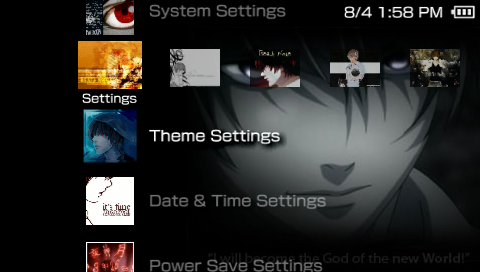 System Settings
8/4 1:58 PM
Death Note
Settings
Theme Settings
it's fine
Date & Time Settings
"I will become the God of the new World!"
Power Save Settings